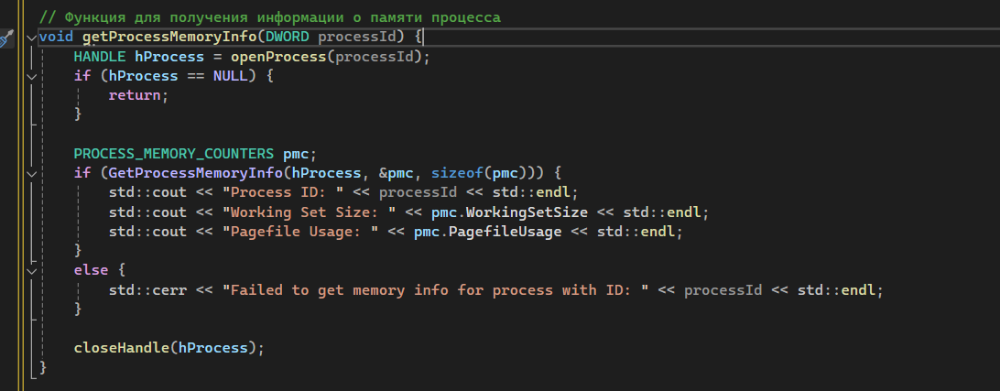 // Функция для получения информации о памяти процесса
void getProcessMemoryInfo(DWORD processId) {
    HANDLE hProcess = openProcess(processId);
    if (hProcess == NULL) {
        return;
    }

    PROCESS_MEMORY_COUNTERS pmc;
    if (GetProcessMemoryInfo(hProcess, &pmc, sizeof(pmc))) {
        std::cout << "Process ID: " << processId << std::endl;
        std::cout << "Working Set Size: " << pmc.WorkingSetSize << std::endl;
        std::cout << "Pagefile Usage: " << pmc.PagefileUsage << std::endl;
    }
    else {
        std::cerr << "Failed to get memory info for process with ID: " << processId << std::endl;
    }

    closeHandle(hProcess);
}